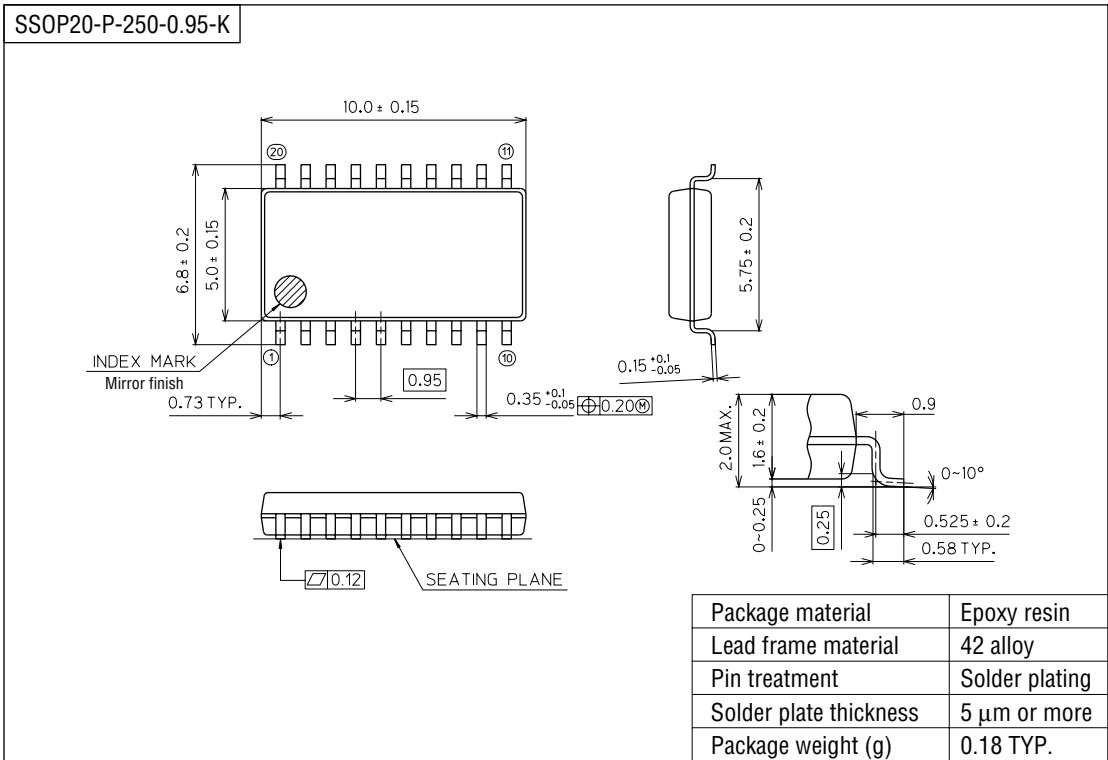 SSOP20-P-250-0.95-K
10.0 ± 0.15
20
11
6.8 ± 0.2
5.0 ± 0.15
5.75 ± 0.2
INDEX MARK
Mirror finish
1
10
0.73 TYP.
0.95
0.35 +0.1 -0.05
0.20Ⓜ
0.15 +0.1 -0.05
2.0 MAX.
1.6 ± 0.2
0.9
0~10°
0~0.25
0.25
0.525 ± 0.2
0.58 TYP.
0.12
SEATING PLANE
Package material Epoxy resin
Lead frame material 42 alloy
Pin treatment Solder plating
Solder plate thickness 5 μm or more
Package weight (g) 0.18 TYP.